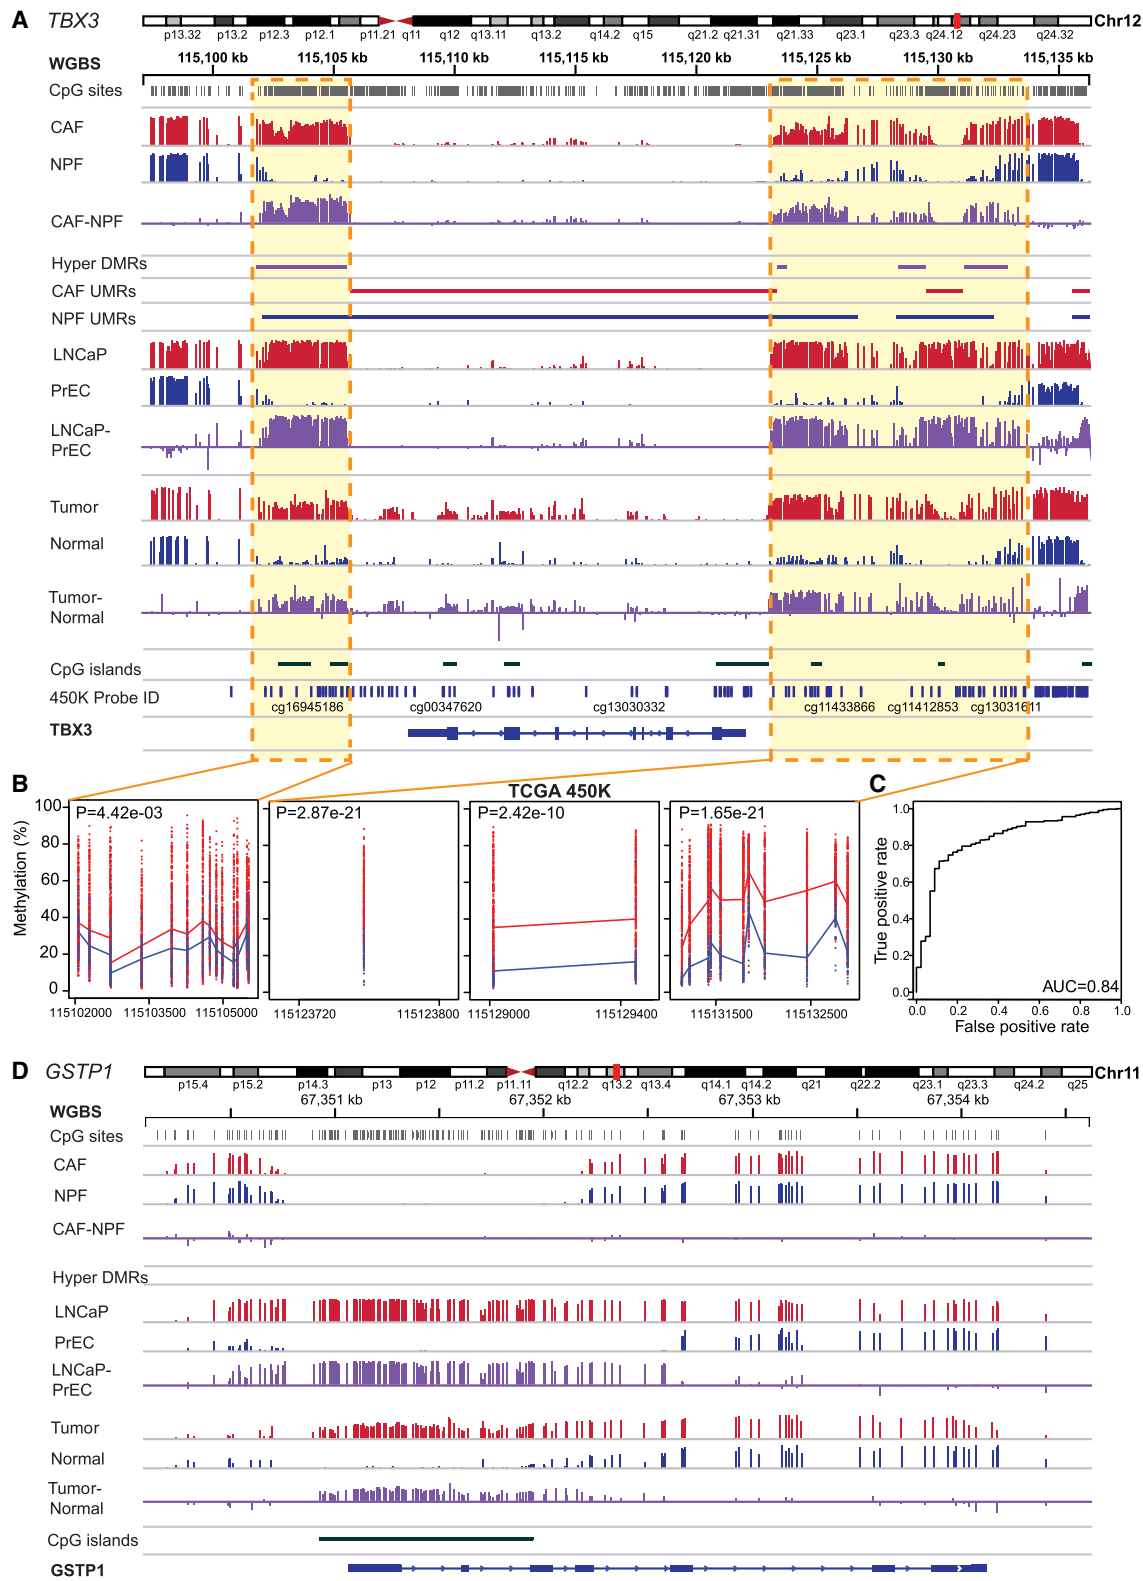 A TBX3 Chr12
p13.32 p13.2 p12.3 p12.1 p11.21 q11 q12 q13.11 q13.2 q14.2 q15 q21.2 q21.31 q21.33 q23.1 q23.3 q24.12 q24.23 q24.32
WGBS 115,100 kb 115,105 kb 115,110 kb 115,115 kb 115,120 kb 115,125 kb 115,130 kb 115,135 kb
CpG sites
CAF
NPF
CAF-NPF
Hyper DMRs
CAF UMRs
NPF UMRs
LNCaP
PrEC
LNCaP-
PrEC
Tumor
Normal
Tumor-
Normal
CpG islands
450K Probe ID
cg16945186 cg00347620 cg13030332 cg11433866 cg11412853 cg13031611
TBX3
B TCGA 450K
Methylation (%)
100
80
60
40
20
0
P=4.42e-03 P=2.87e-21 P=2.42e-10 P=1.65e-21
115102000 115103500 115105000 115123720 115123800 115129000 115129400 115131500 115132500
C
True positive rate
1.0
0.8
0.6
0.4
0.2
0.0
AUC=0.84
0.0 0.2 0.4 0.6 0.8 1.0
False positive rate
D GSTP1 Chr11
p15.4 p15.2 p14.3 p13 p12 p11.2 p11.11 q12.2 q13.2 q13.4 q14.1 q14.2 q21 q22.2 q23.1 q23.3 q24.2 q25
WGBS 67,351 kb 67,352 kb 67,353 kb 67,354 kb
CpG sites
CAF
NPF
CAF-NPF
Hyper DMRs
LNCaP
PrEC
LNCaP-
PrEC
Tumor
Normal
Tumor-
Normal
CpG islands
GSTP1